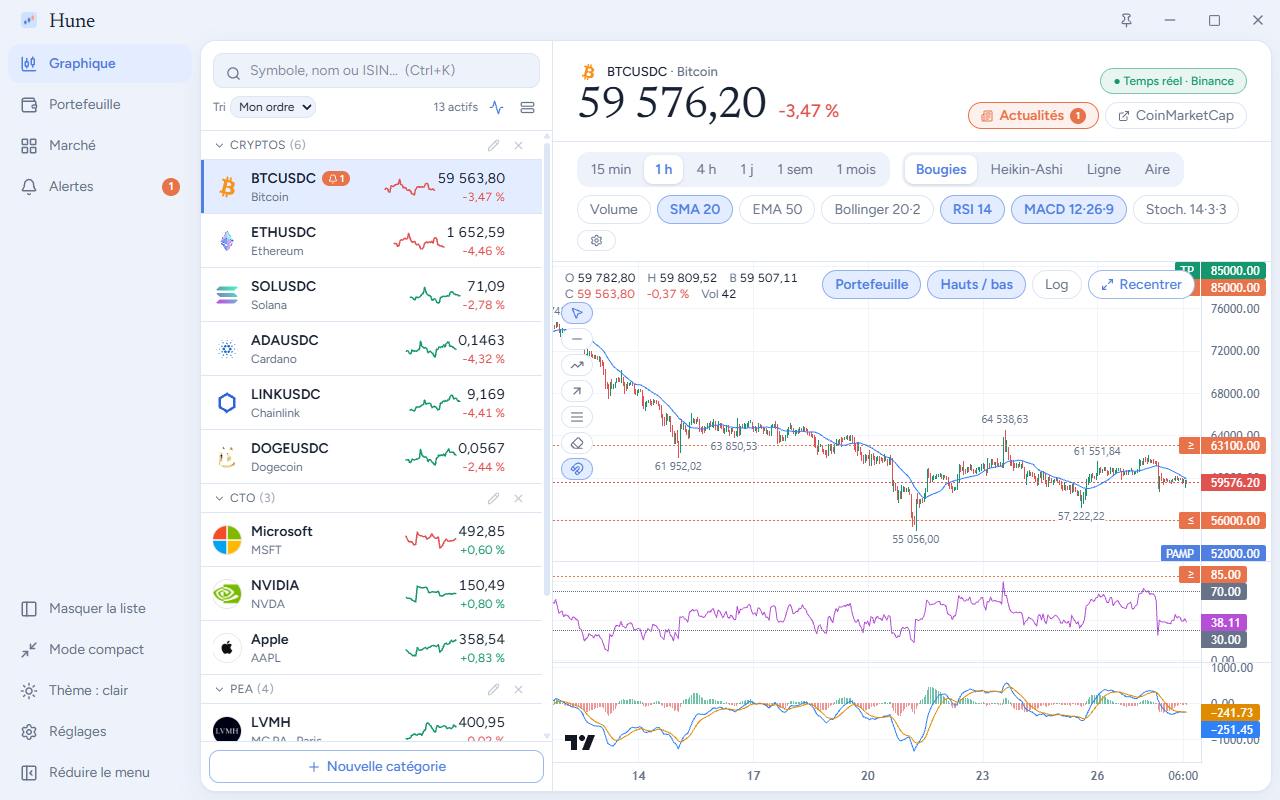 Hune
Graphique
Portefeuille
Marché
Alertes
1
Masquer la liste
Mode compact
Thème : clair
Réglages
Réduire le menu
Symbole, nom ou ISIN… (Ctrl+K)
Tri Mon ordre
13 actifs
CRYPTOS (6)
BTCUSDC 1 59 563,80
Bitcoin -3,47 %
ETHUSDC 1 652,59
Ethereum -4,46 %
SOLUSDC 71,09
Solana -2,78 %
ADAUSDC 0,1463
Cardano -4,32 %
LINKUSDC 9,169
Chainlink -4,41 %
DOGEUSDC 0,0567
Dogecoin -2,44 %
CTO (3)
Microsoft 492,85
MSFT +0,60 %
NVIDIA 150,49
NVDA +0,80 %
Apple 358,54
AAPL +0,83 %
PEA (4)
LVMH LVMH 400,95
+ Nouvelle catégorie
BTCUSDC · Bitcoin
59 576,20 -3,47 %
● Temps réel · Binance
Actualités 1
CoinMarketCap
15 min 1 h 4 h 1 j 1 sem 1 mois
Bougies Heikin-Ashi Ligne Aire
Volume SMA 20 EMA 50 Bollinger 20·2 RSI 14 MACD 12·26·9 Stoch. 14·3·3
O 59 782,80 H 59 809,52 B 59 507,11
C 59 563,80 -0,37 % Vol 42
Portefeuille Hauts / bas Log Recentrer
TP 85000.00
85000.00
76000.00
72000.00
68000.00
64 538,63
64000.00
63 850,53
≥ 63100.00
61 551,84
61 952,02
59576.20
57 222,22
≤ 56000.00
55 056,00
PAMP 52000.00
≥ 85.00
70.00
38.11
30.00
0.00
1000.00
0.00
−241.73
−251.45
−1000.00
14 17 20 23 26 06:00